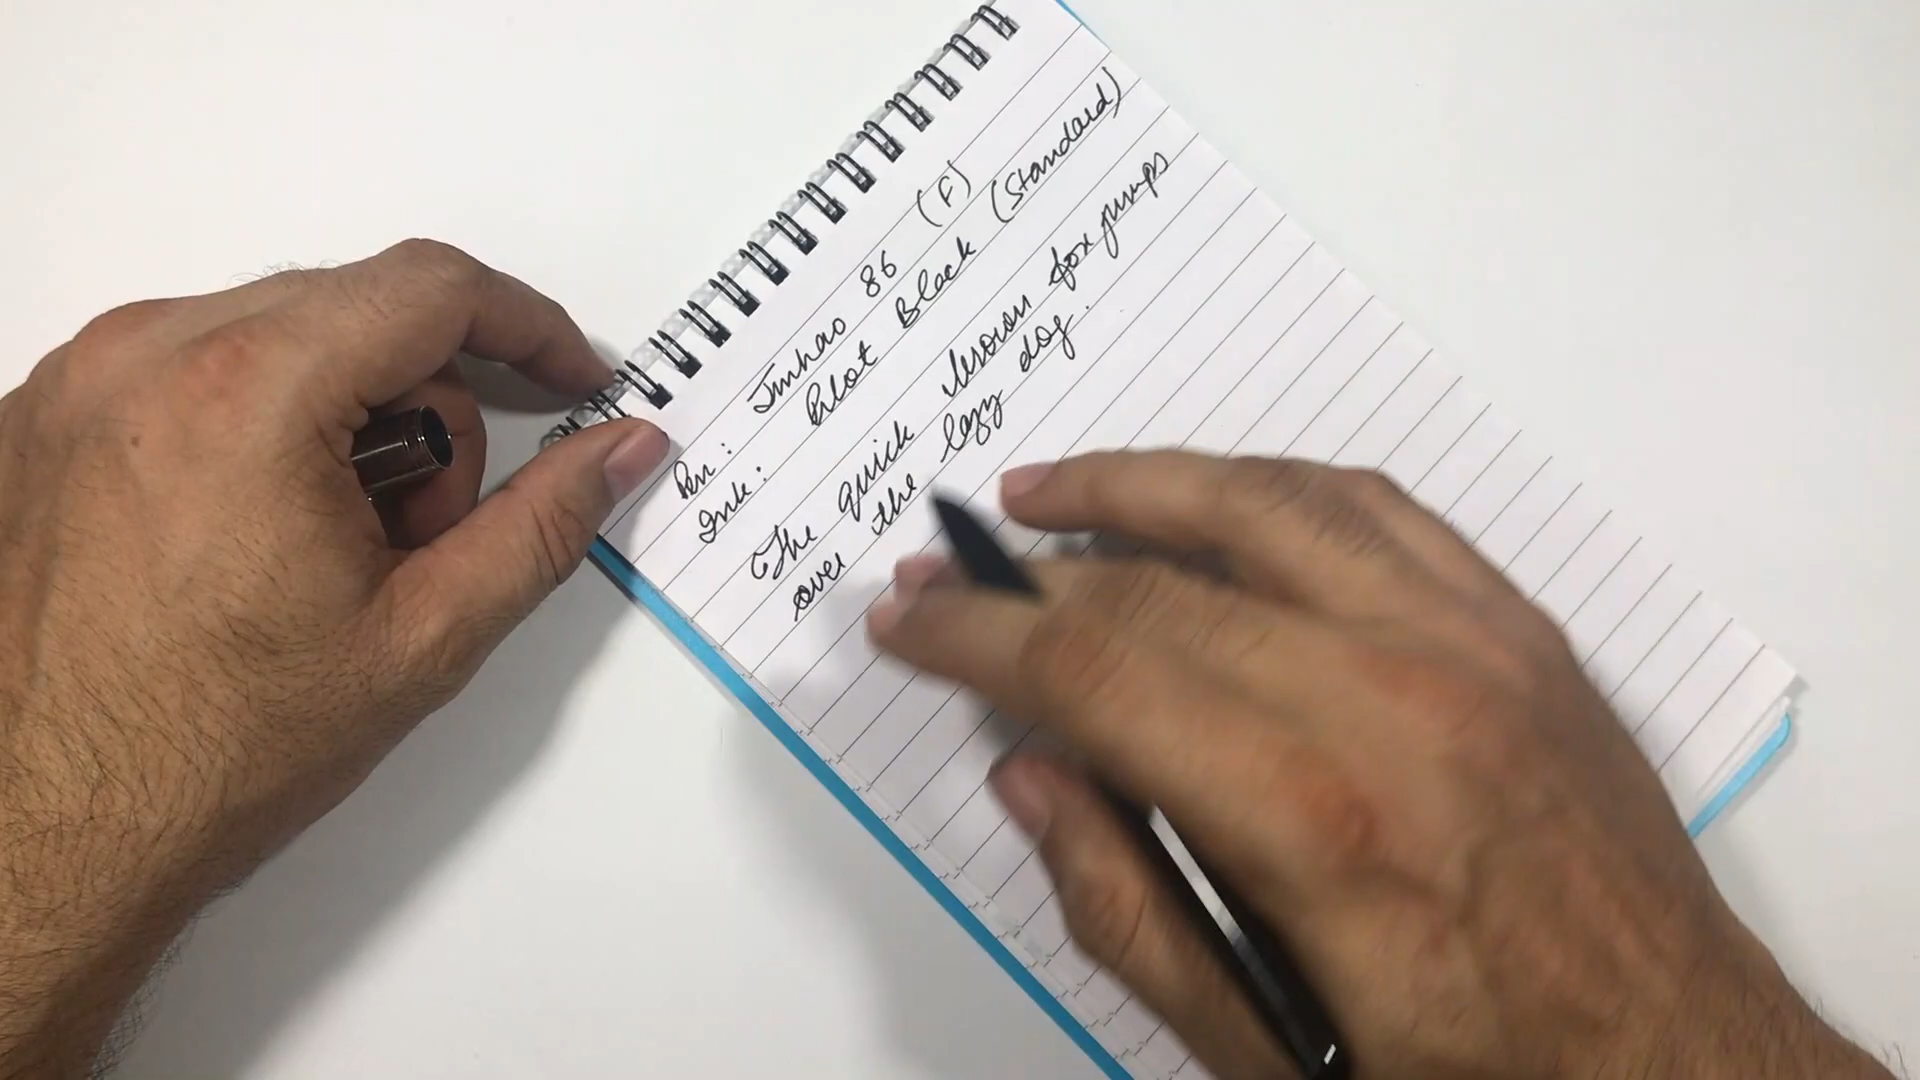 Pen: Jinhao 86 (F)
Ink: Pilot Black (Standard)
The quick brown fox jumps
over the lazy dog.